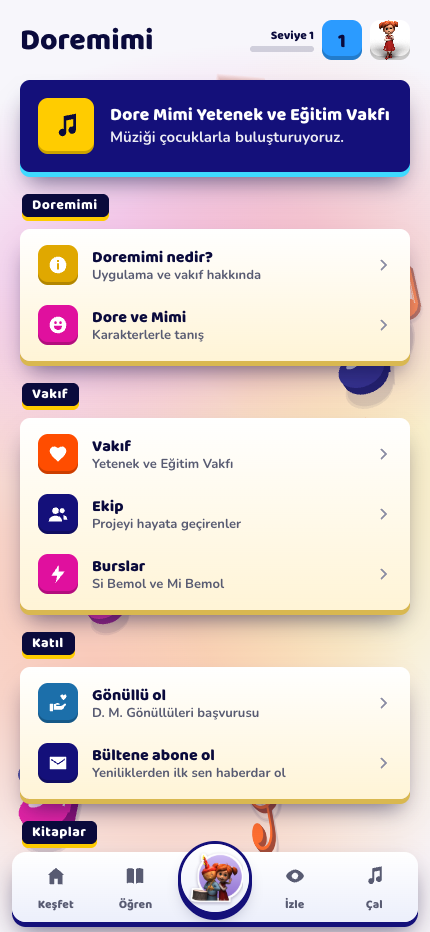 Doremimi
Seviye 1
1
Dore Mimi Yetenek ve Eğitim Vakfı
Müziği çocuklarla buluşturuyoruz.
Doremimi
Doremimi nedir?
Uygulama ve vakıf hakkında
Dore ve Mimi
Karakterlerle tanış
Vakıf
Vakıf
Yetenek ve Eğitim Vakfı
Ekip
Projeyi hayata geçirenler
Burslar
Si Bemol ve Mi Bemol
Katıl
Gönüllü ol
D. M. Gönüllüleri başvurusu
Bültene abone ol
Yeniliklerden ilk sen haberdar ol
Kitaplar
Keşfet
Öğren
İzle
Çal